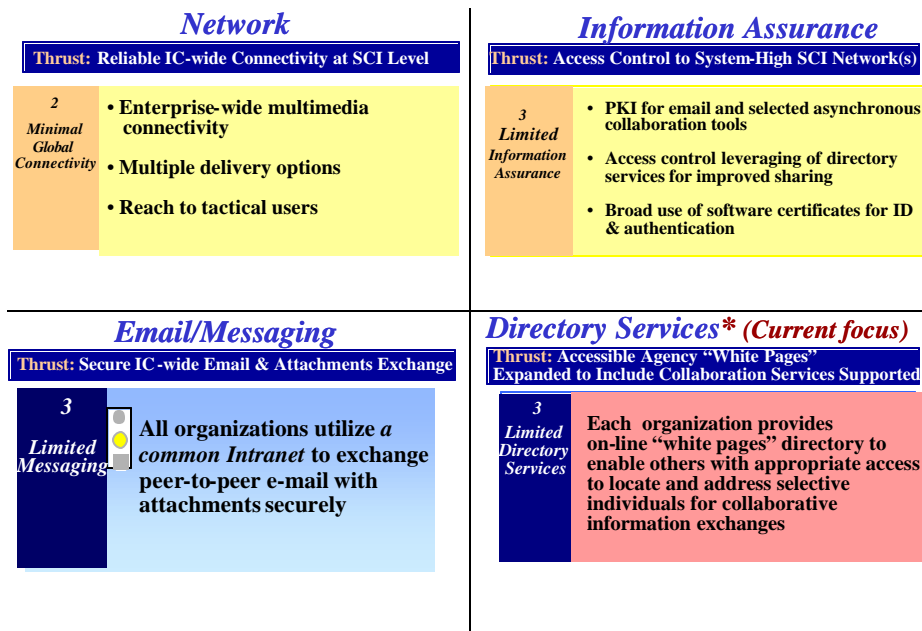 Network
Thrust: Reliable IC-wide Connectivity at SCI Level
2
Minimal
Global
Connectivity
• Enterprise-wide multimedia
connectivity
• Multiple delivery options
• Reach to tactical users
Information Assurance
Thrust: Access Control to System-High SCI Network(s)
3
Limited
Information
Assurance
• PKI for email and selected asynchronous
collaboration tools
• Access control leveraging of directory
services for improved sharing
• Broad use of software certificates for ID
& authentication
Email/Messaging
Thrust: Secure IC-wide Email & Attachments Exchange
3
Limited
Messaging
All organizations utilize a
common Intranet to exchange
peer-to-peer e-mail with
attachments securely
Directory Services* (Current focus)
Thrust: Accessible Agency “White Pages”
Expanded to Include Collaboration Services Supported
3
Limited
Directory
Services
Each organization provides
on-line “white pages” directory to
enable others with appropriate access
to locate and address selective
individuals for collaborative
information exchanges